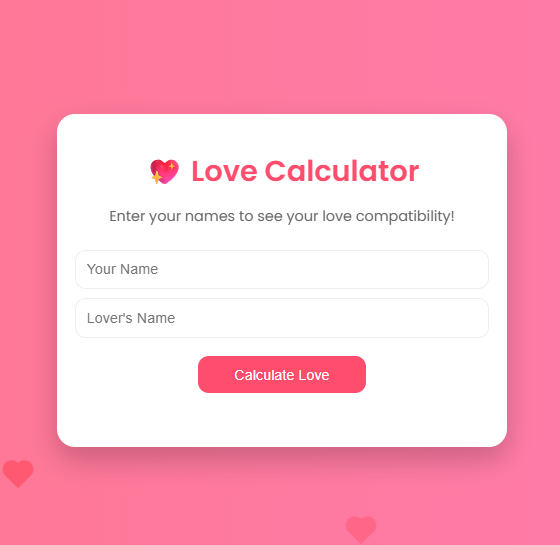 💖 Love Calculator
Enter your names to see your love compatibility!
Your Name
Lover's Name
Calculate Love